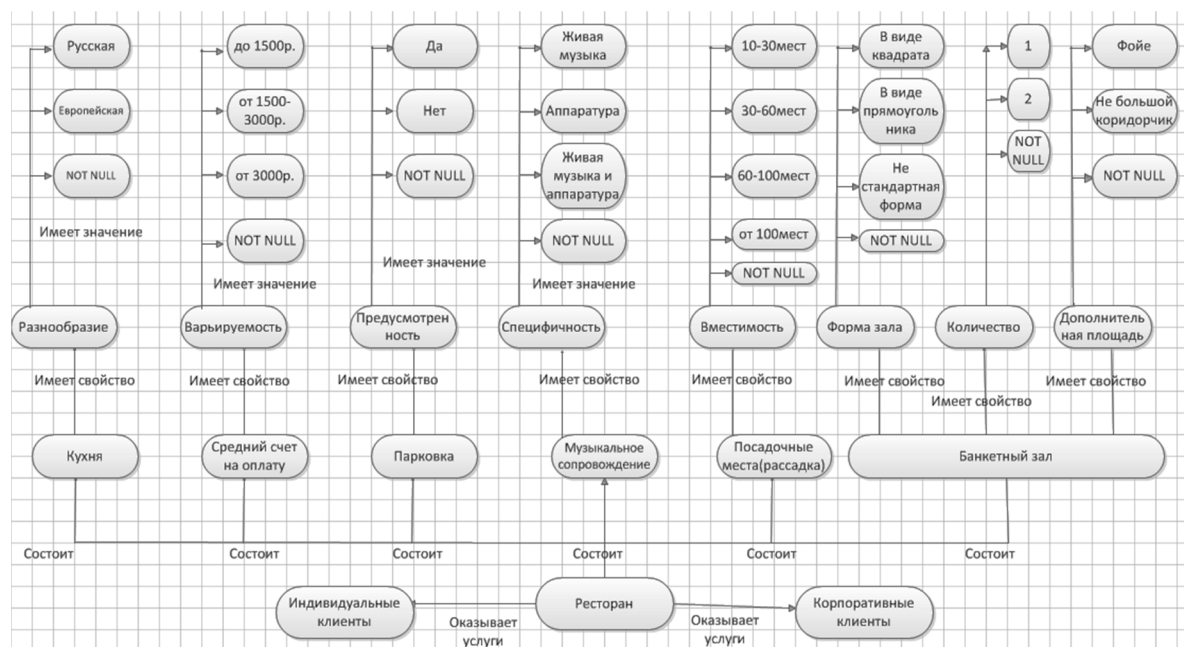 Русская
до 1500р.
Да
Живая
музыка
10-30мест
В виде
квадрата
1
Фойе
Европейская
от 1500-
3000р.
Нет
Аппаратура
30-60мест
В виде
прямоуголь
ника
2
Не большой
коридорчик
NOT NULL
от 3000р.
NOT NULL
Живая
музыка и
аппаратура
60-100мест
Не
стандартная
форма
NOT
NULL
NOT NULL
Имеет значение
NOT NULL
Имеет значение
Имеет значение
NOT NULL
Имеет значение
от 100мест
NOT NULL
NOT NULL
Разнообразие
Варьируемость
Предусмотрен
ность
Специфичность
Вместимость
Форма зала
Количество
Дополнитель
ная площадь
Имеет свойство
Имеет свойство
Имеет свойство
Имеет свойство
Имеет свойство
Имеет свойство
Имеет свойство
Имеет свойство
Кухня
Средний счет
на оплату
Парковка
Музыкальное
сопровождение
Посадочные
места(рассадка)
Банкетный зал
Состоит
Состоит
Состоит
Состоит
Состоит
Состоит
Индивидуальные
клиенты
Оказывает
услуги
Ресторан
Оказывает
услуги
Корпоративные
клиенты